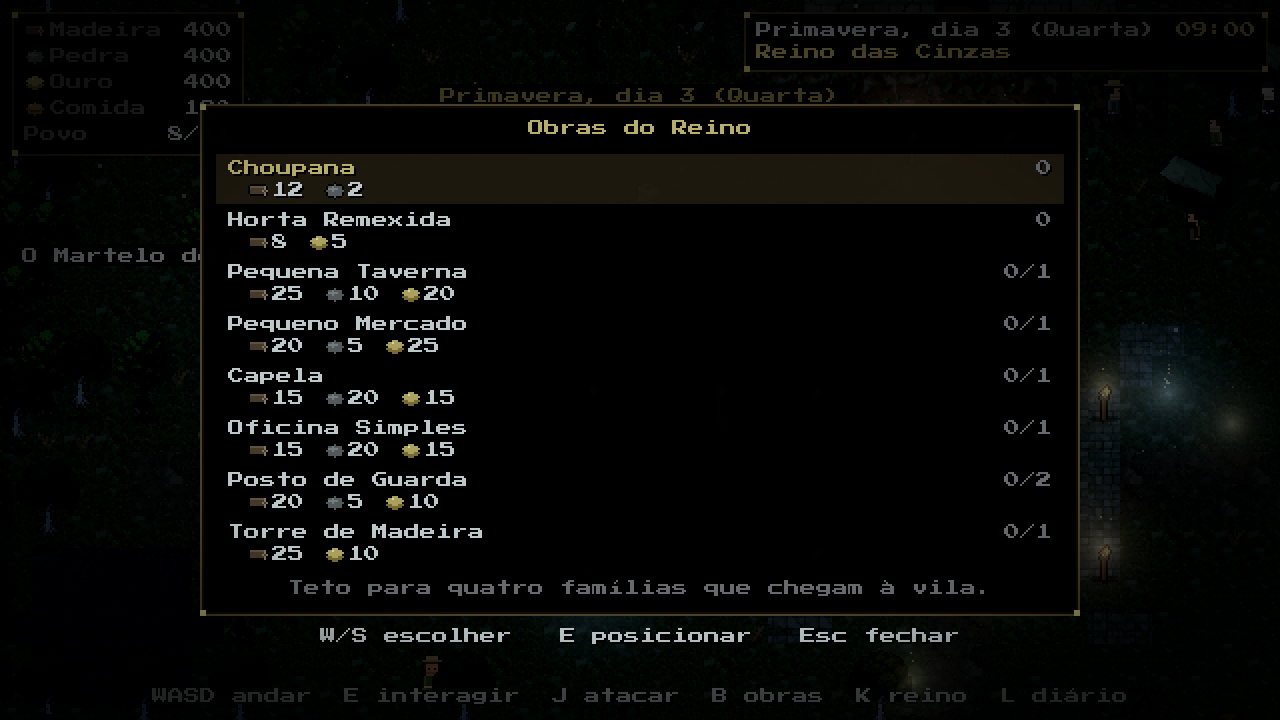 Madeira 400
Pedra 400
Ouro 400
Comida
Povo 8/
Primavera, dia 3 (Quarta) 09:00
Reino das Cinzas
Primavera, dia 3 (Quarta)
O Martelo
Obras do Reino
Choupana 0
12 2
Horta Remexida 0
8 5
Pequena Taverna 0/1
25 10 20
Pequeno Mercado 0/1
20 5 25
Capela 0/1
15 20 15
Oficina Simples 0/1
15 20 15
Posto de Guarda 0/2
20 5 10
Torre de Madeira 0/1
25 10
Teto para quatro famílias que chegam à vila.
W/S escolher E posicionar Esc fechar
WASD andar E interagir J atacar B obras K reino L diário